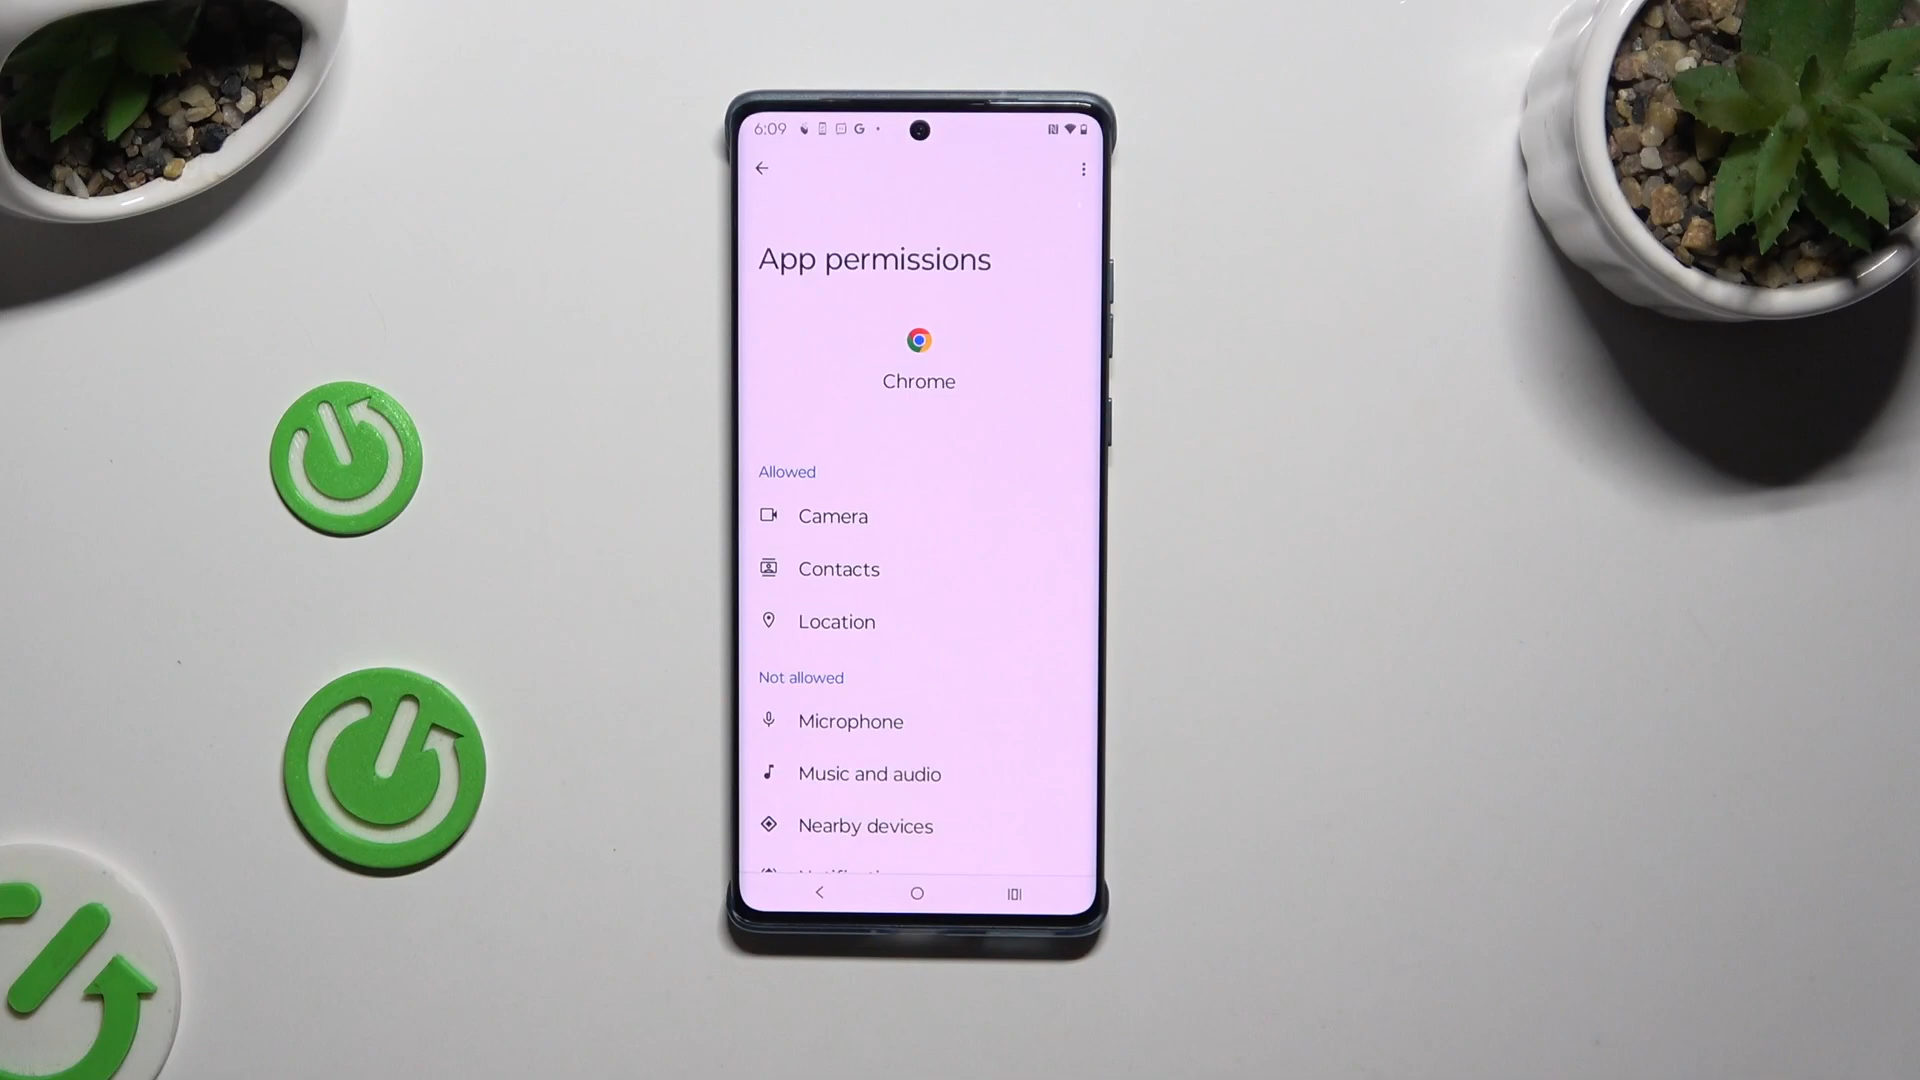 6:09 G
App permissions
Chrome
Allowed
Camera
Contacts
Location
Not allowed
Microphone
Music and audio
Nearby devices